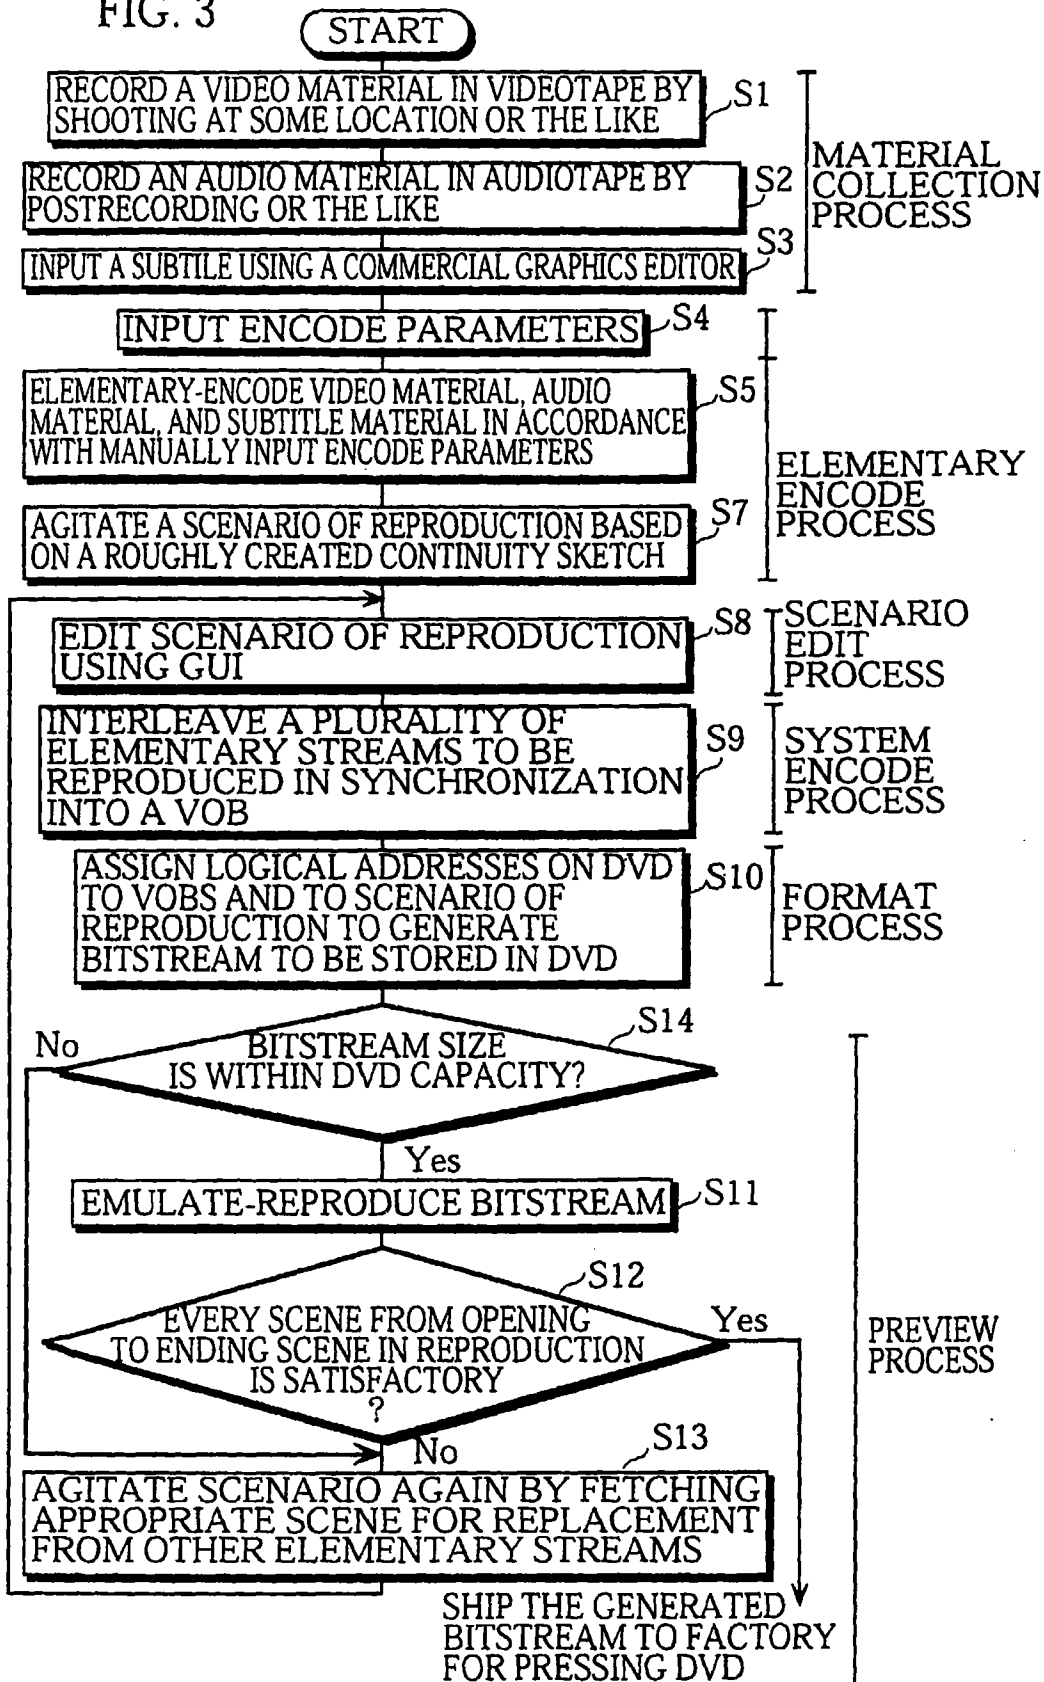 FIG. 3
START
RECORD A VIDEO MATERIAL IN VIDEOTAPE BY
SHOOTING AT SOME LOCATION OR THE LIKE
S1
RECORD AN AUDIO MATERIAL IN AUDIOTAPE BY
POSTRECORDING OR THE LIKE
S2
INPUT A SUBTILE USING A COMMERCIAL GRAPHICS EDITOR
S3
MATERIAL
COLLECTION
PROCESS
INPUT ENCODE PARAMETERS
S4
ELEMENTARY-ENCODE VIDEO MATERIAL, AUDIO
MATERIAL, AND SUBTITLE MATERIAL IN ACCORDANCE
WITH MANUALLY INPUT ENCODE PARAMETERS
S5
AGITATE A SCENARIO OF REPRODUCTION BASED
ON A ROUGHLY CREATED CONTINUITY SKETCH
S7
ELEMENTARY
ENCODE
PROCESS
EDIT SCENARIO OF REPRODUCTION
USING GUI
S8
SCENARIO
EDIT
PROCESS
INTERLEAVE A PLURALITY OF
ELEMENTARY STREAMS TO BE
REPRODUCED IN SYNCHRONIZATION
INTO A VOB
S9
SYSTEM
ENCODE
PROCESS
ASSIGN LOGICAL ADDRESSES ON DVD
TO VOBS AND TO SCENARIO OF
REPRODUCTION TO GENERATE
BITSTREAM TO BE STORED IN DVD
S10
FORMAT
PROCESS
No
BITSTREAM SIZE
IS WITHIN DVD CAPACITY?
S14
Yes
EMULATE-REPRODUCE BITSTREAM
S11
EVERY SCENE FROM OPENING
TO ENDING SCENE IN REPRODUCTION
IS SATISFACTORY
?
S12
Yes
No
PREVIEW
PROCESS
AGITATE SCENARIO AGAIN BY FETCHING
APPROPRIATE SCENE FOR REPLACEMENT
FROM OTHER ELEMENTARY STREAMS
S13
SHIP THE GENERATED
BITSTREAM TO FACTORY
FOR PRESSING DVD